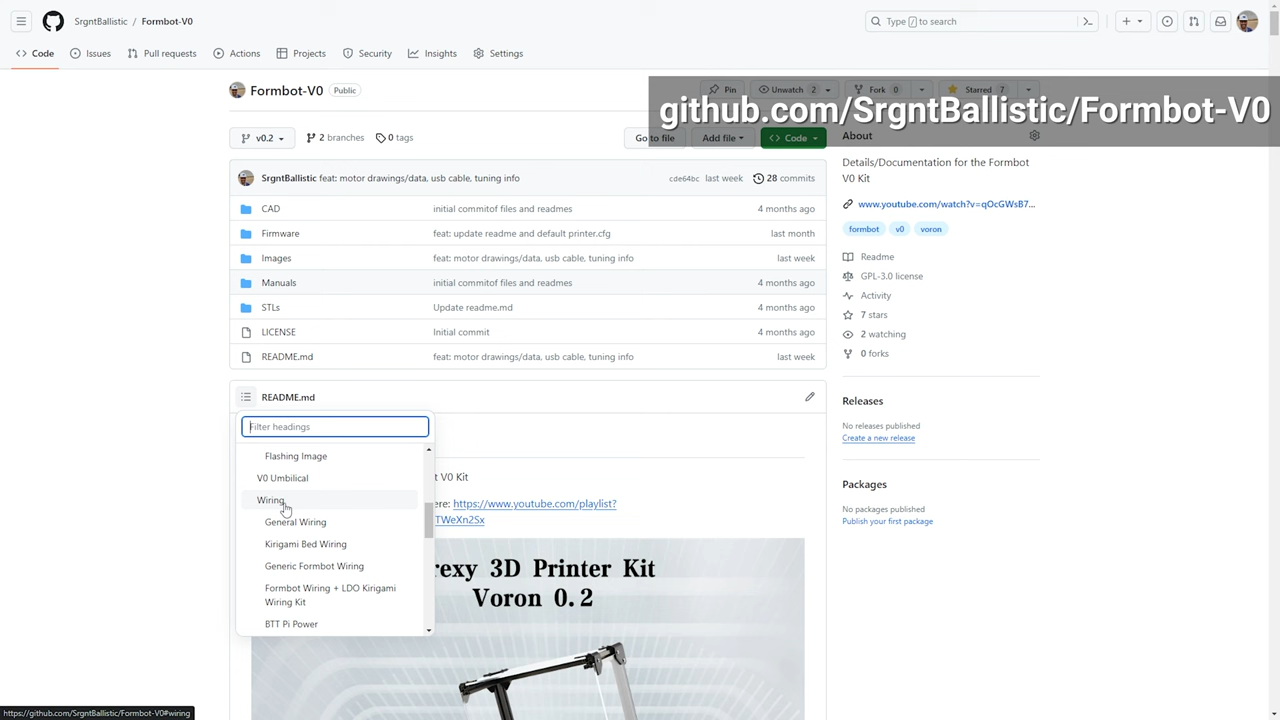 SrgntBallistic / Formbot-V0
Type / to search
Code Issues Pull requests Actions Projects Security Insights Settings
Formbot-V0 Public
Pin Unwatch 2 Fork 0 Starred 7
github.com/SrgntBallistic/Formbot-V0
v0.2 2 branches 0 tags Go to file Add file Code
SrgntBallistic feat: motor drawings/data, usb cable, tuning info cde64bc last week 28 commits
CAD initial commitof files and readmes 4 months ago
Firmware feat: update readme and default printer.cfg last month
Images feat: motor drawings/data, usb cable, tuning info last week
Manuals initial commitof files and readmes 4 months ago
STLs Update readme.md 4 months ago
LICENSE Initial commit 4 months ago
README.md feat: motor drawings/data, usb cable, tuning info last week
README.md
Filter headings
Flashing Image
V0 Umbilical
Wiring
General Wiring
Kirigami Bed Wiring
Generic Formbot Wiring
Formbot Wiring + LDO Kirigami
Wiring Kit
BTT Pi Power
t V0 Kit
ere: https://www.youtube.com/playlist?
TWeXn2Sx
rexy 3D Printer Kit
Voron 0.2
About
Details/Documentation for the Formbot
V0 Kit
www.youtube.com/watch?v=qOcGWsB7...
formbot v0 voron
Readme
GPL-3.0 license
Activity
7 stars
2 watching
0 forks
Releases
No releases published
Create a new release
Packages
No packages published
Publish your first package
https://github.com/SrgntBallistic/Formbot-V0#wiring